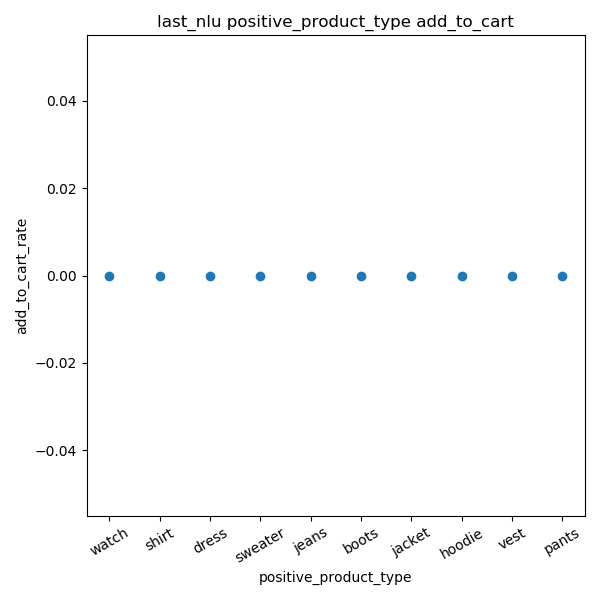 last_nlu positive_product_type add_to_cart
add_to_cart_rate
0.04
0.02
0.00
−0.02
−0.04
watch
shirt
dress
sweater
jeans
boots
jacket
hoodie
vest
pants
positive_product_type